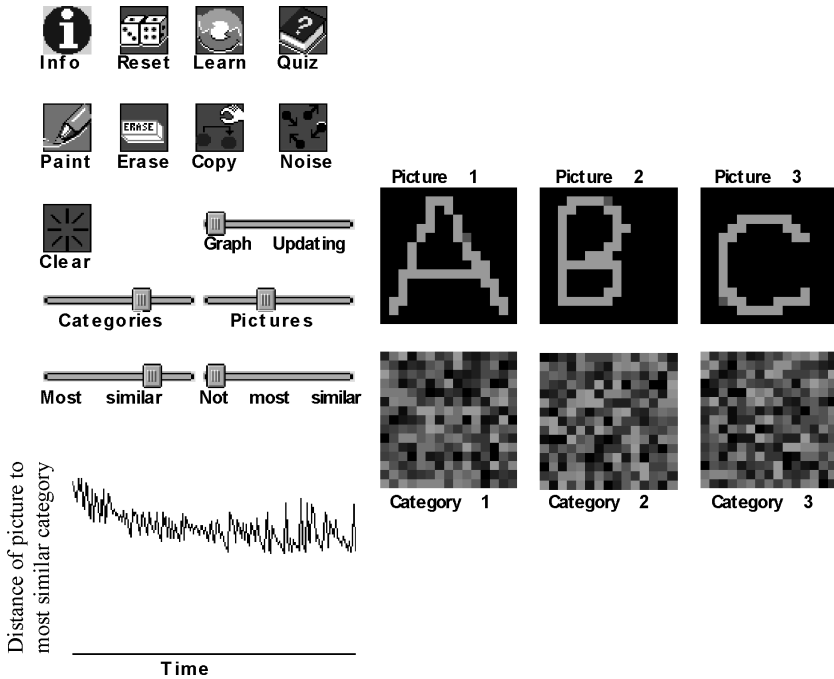 Info Reset Learn Quiz
ERASE
Paint Erase Copy Noise
Picture 1 Picture 2 Picture 3
A B C
Graph Updating
Clear
Categories Pictures
Most similar Not most similar
Category 1 Category 2 Category 3
Distance of picture to
most similar category
Time